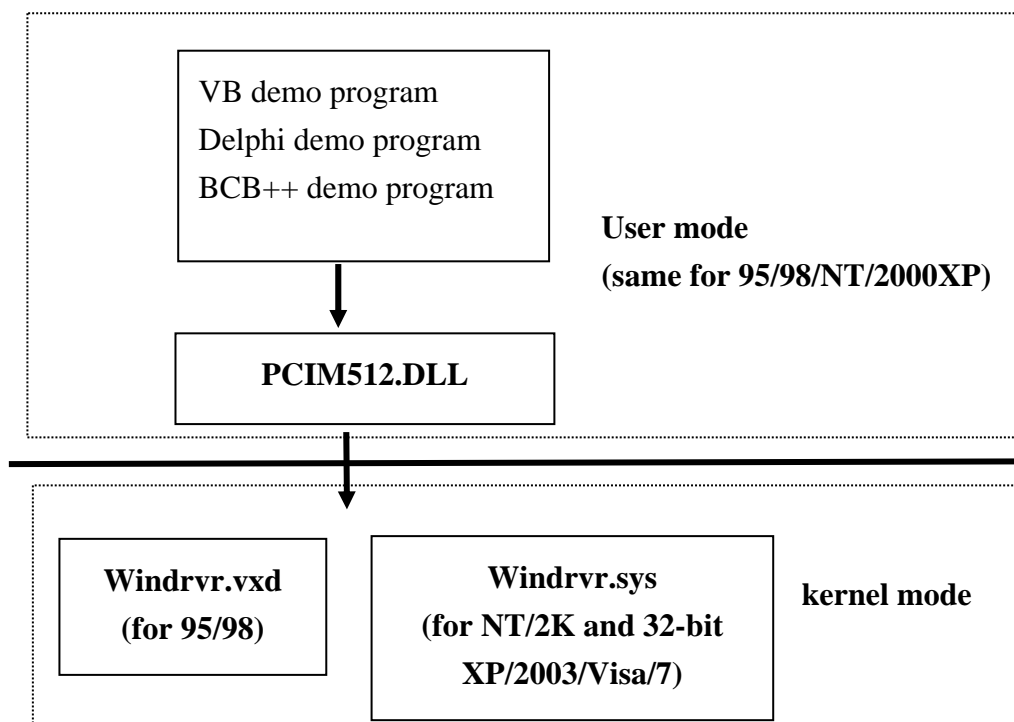 VB demo program
Delphi demo program
BCB++ demo program
User mode
(same for 95/98/NT/2000XP)
PCIM512.DLL
Windrvr.vxd
(for 95/98)
Windrvr.sys
(for NT/2K and 32-bit
XP/2003/Visa/7)
kernel mode